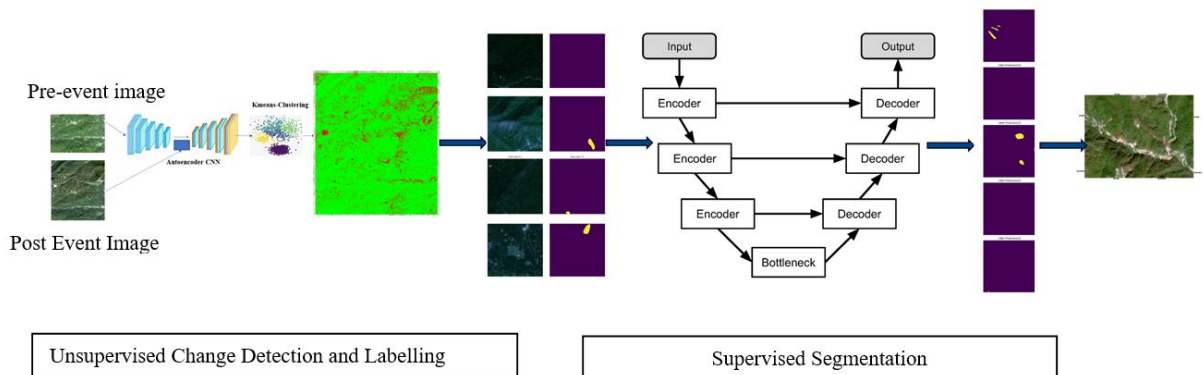 Pre-event image
Kmeans-Clustering
Autoencoder CNN
Post Event Image
Input
Output
Encoder
Decoder
Encoder
Decoder
Encoder
Decoder
Bottleneck
Unsupervised Change Detection and Labelling
Supervised Segmentation